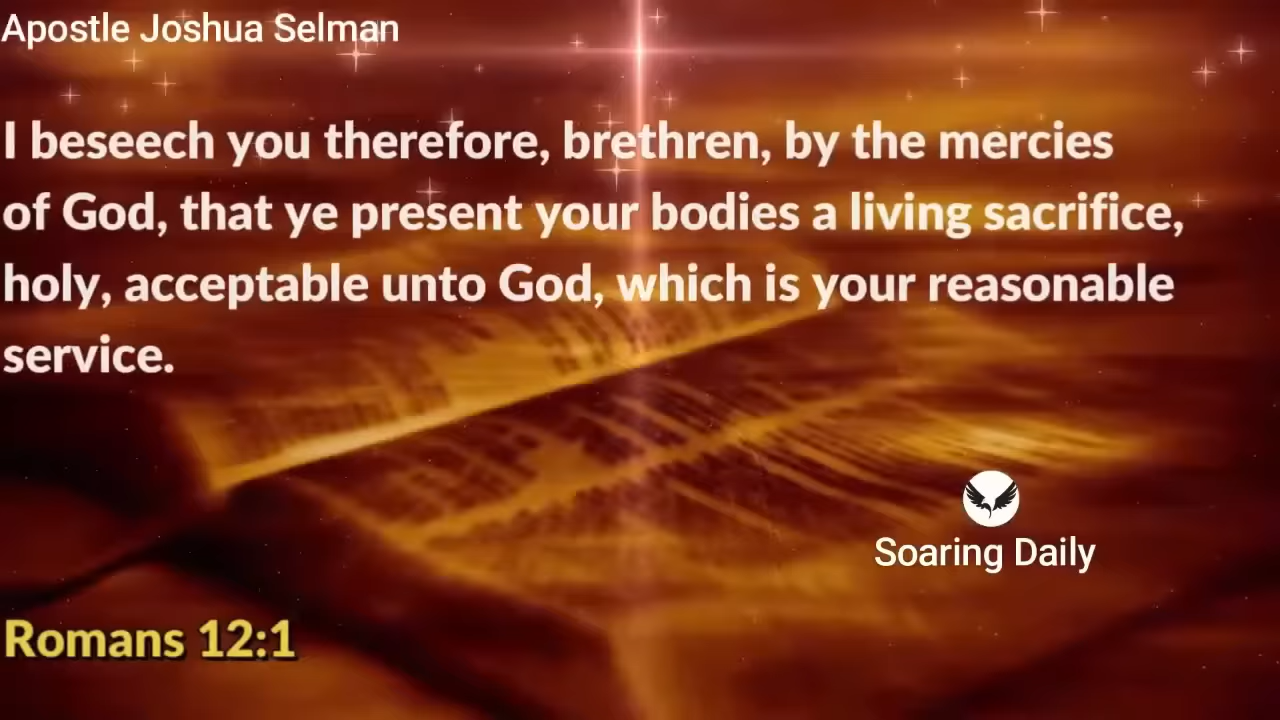 Apostle Joshua Selman
I beseech you therefore, brethren, by the mercies
of God, that ye present your bodies a living sacrifice,
holy, acceptable unto God, which is your reasonable
service.
Soaring Daily
Romans 12:1